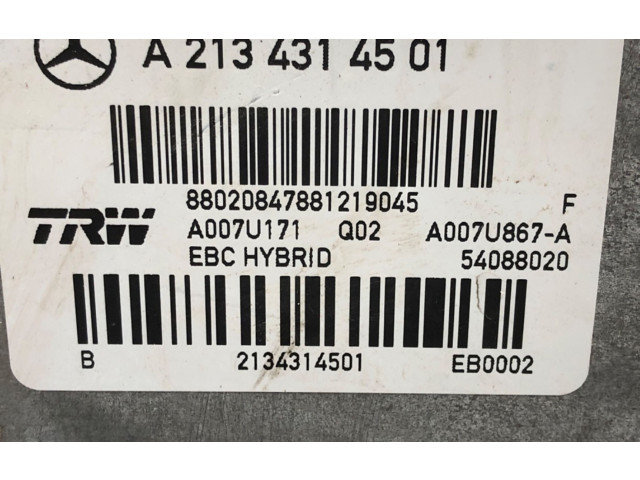 A 213 431 45 01
88020847881219045 F
TRW A007U171 Q02 A007U867-A
EBC HYBRID 54088020
B 2134314501 EB0002